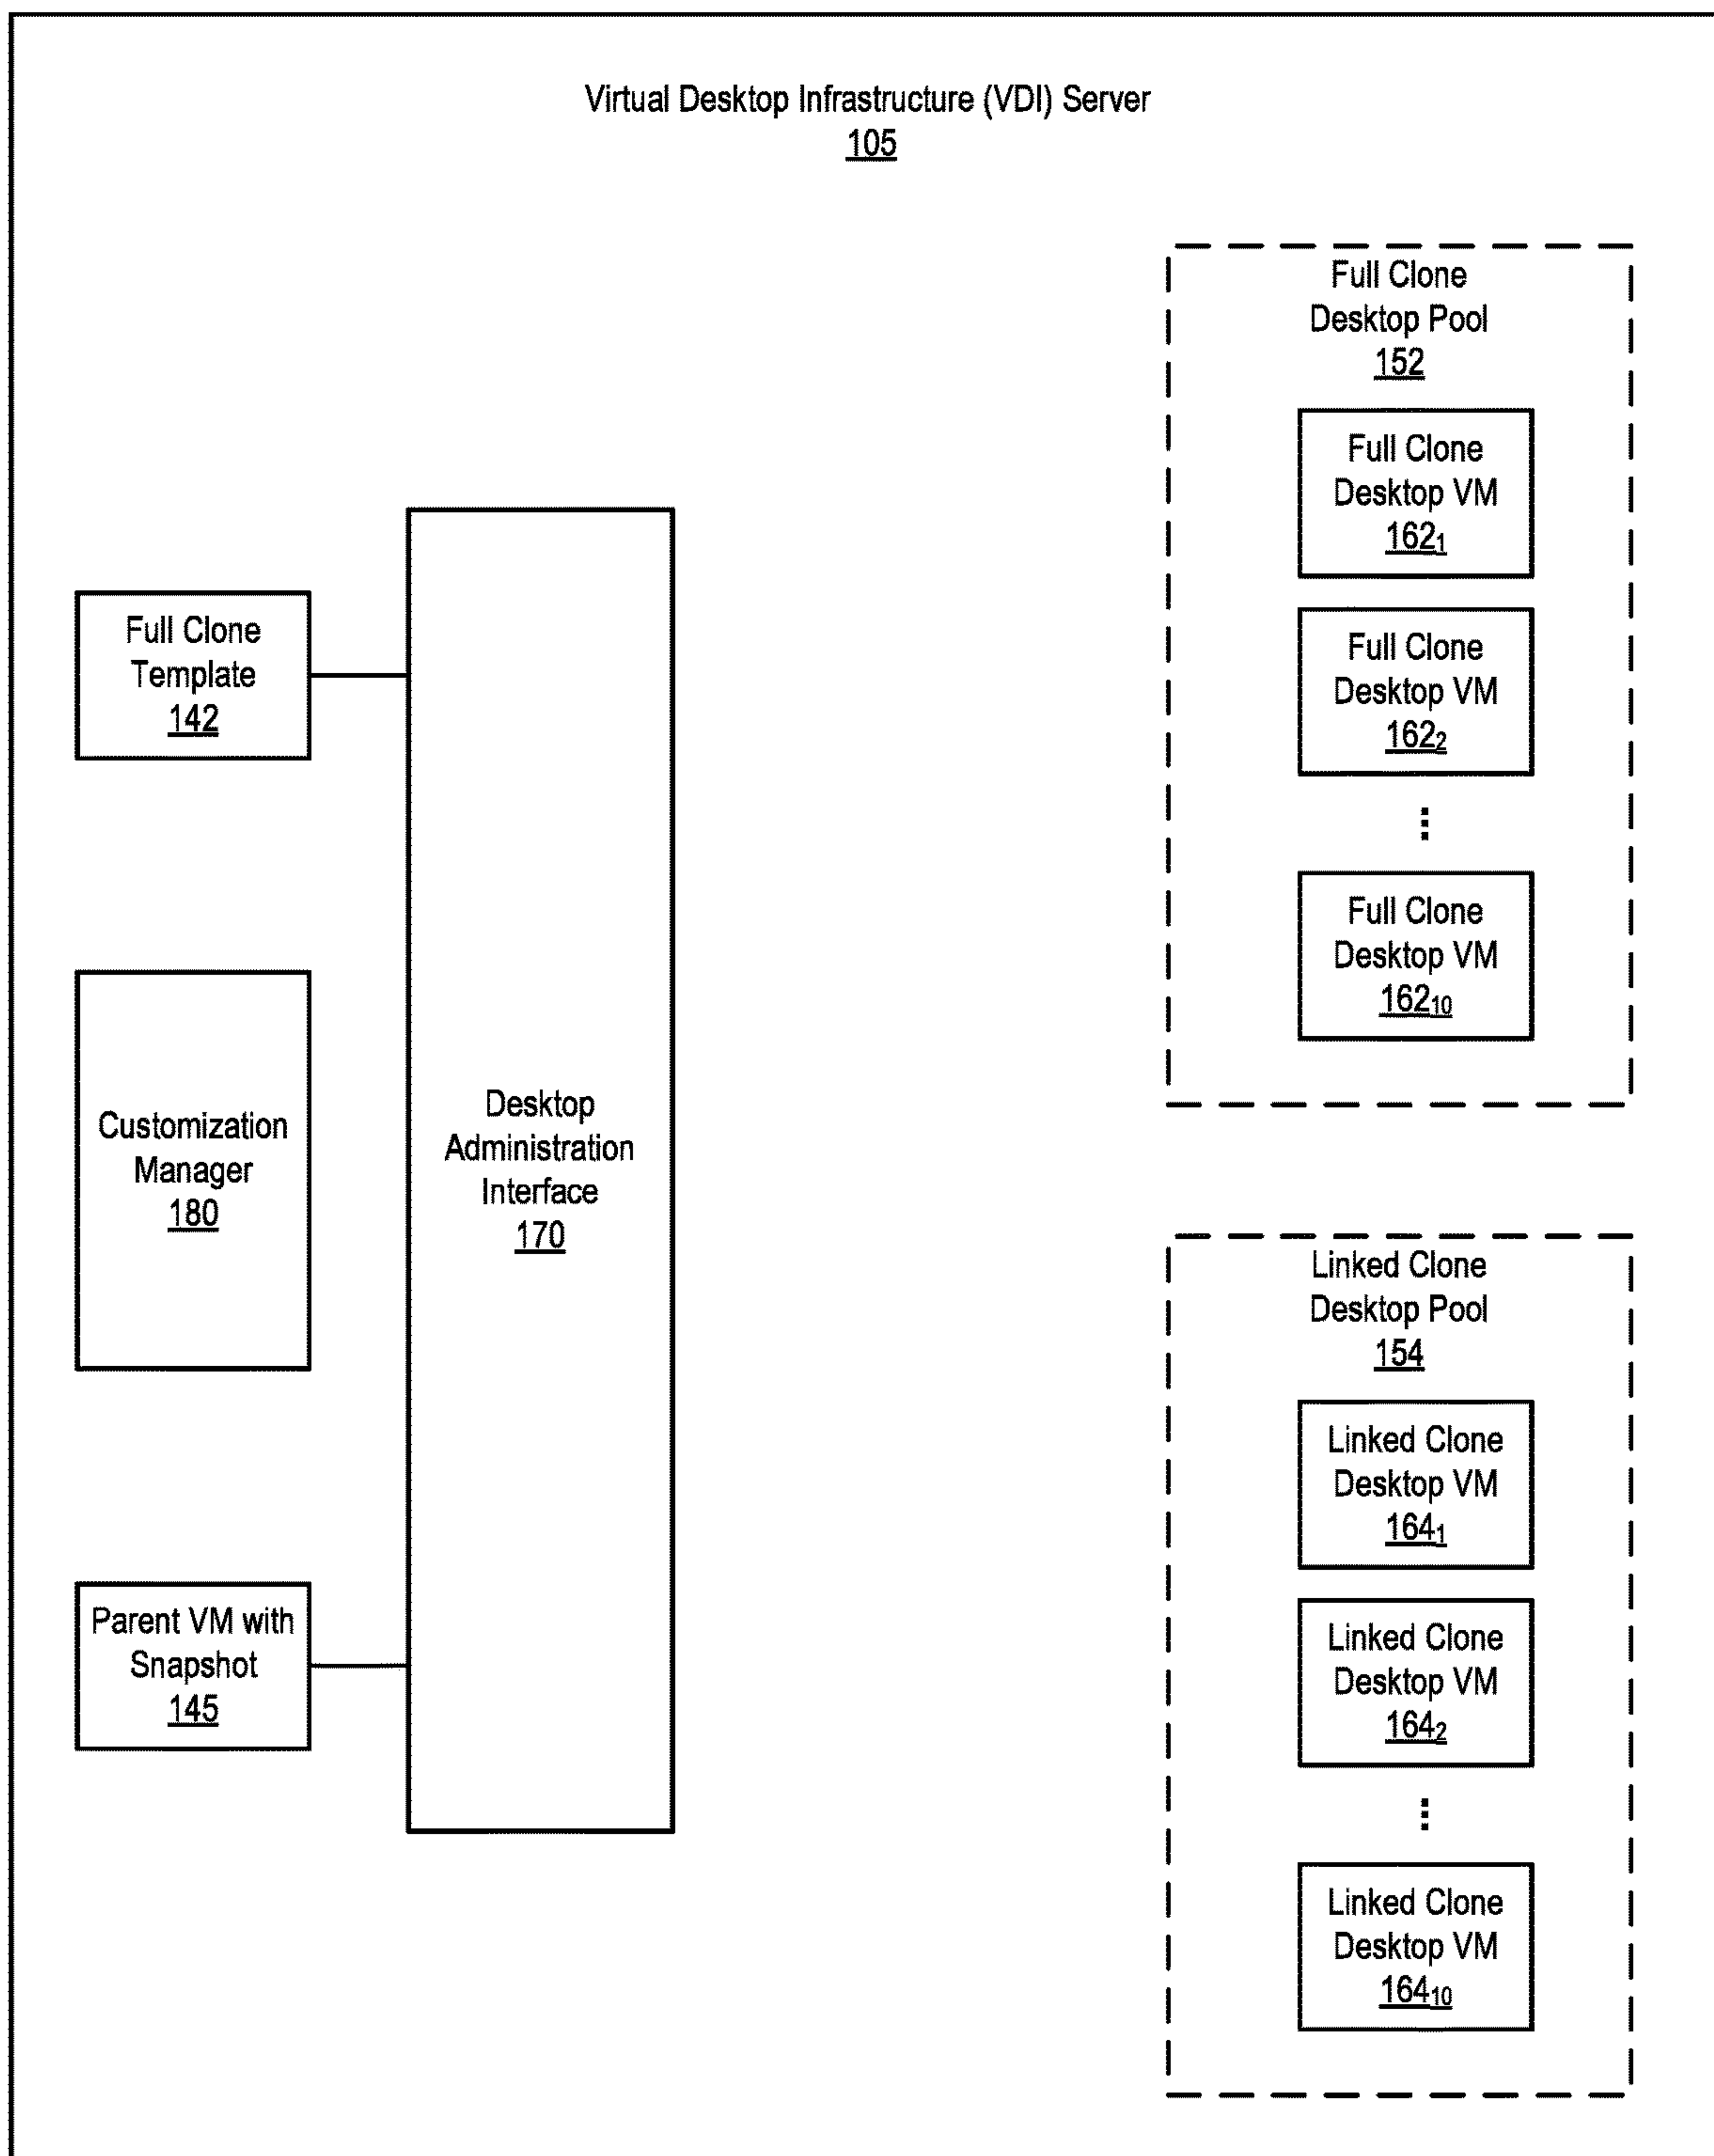 Virtual Desktop Infrastructure (VDI) Server
105
Full Clone
Template
142
Customization
Manager
180
Parent VM with
Snapshot
145
Desktop
Administration
Interface
170
Full Clone
Desktop Pool
152
Full Clone
Desktop VM
162₁
Full Clone
Desktop VM
162₂
Full Clone
Desktop VM
162₁₀
Linked Clone
Desktop Pool
154
Linked Clone
Desktop VM
164₁
Linked Clone
Desktop VM
164₂
Linked Clone
Desktop VM
164₁₀